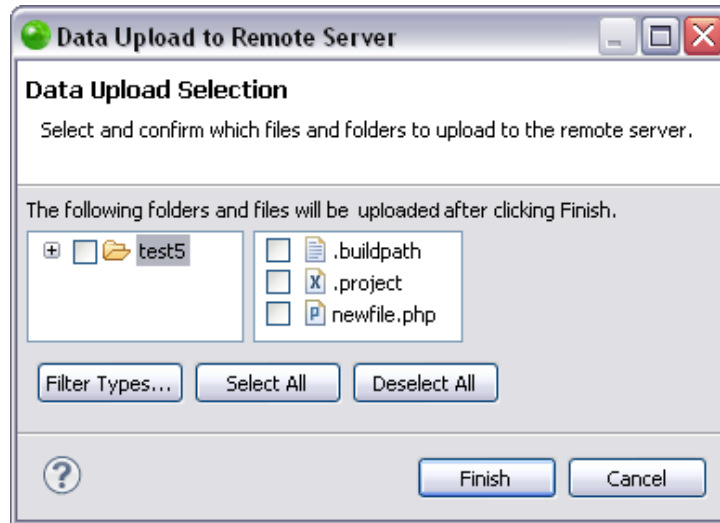 Data Upload to Remote Server
Data Upload Selection
Select and confirm which files and folders to upload to the remote server.
The following folders and files will be uploaded after clicking Finish.
test5
.buildpath
.project
newfile.php
Filter Types...
Select All
Deselect All
Finish
Cancel